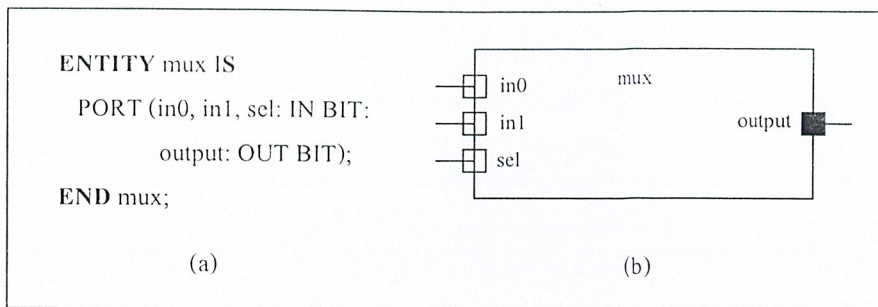 ENTITY mux IS
PORT (in0, in1, sel: IN BIT:
output: OUT BIT);
END mux;
(a)
mux
in0
in1
output
sel
(b)